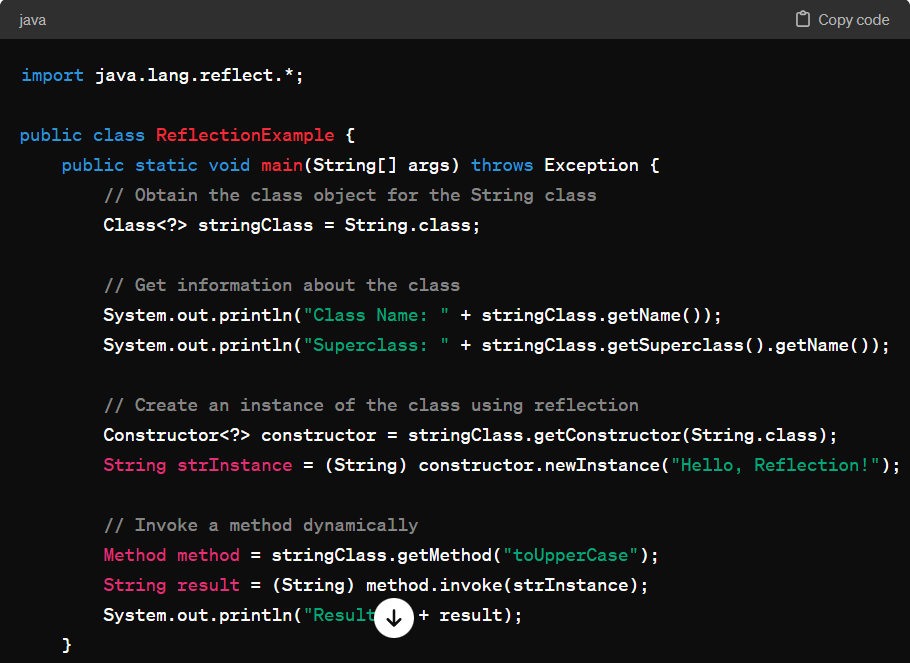 java
Copy code
import java.lang.reflect.*;
public class ReflectionExample {
public static void main(String[] args) throws Exception {
// Obtain the class object for the String class
Class<?> stringClass = String.class;
// Get information about the class
System.out.println("Class Name: " + stringClass.getName());
System.out.println("Superclass: " + stringClass.getSuperclass().getName());
// Create an instance of the class using reflection
Constructor<?> constructor = stringClass.getConstructor(String.class);
String strInstance = (String) constructor.newInstance("Hello, Reflection!");
// Invoke a method dynamically
Method method = stringClass.getMethod("toUpperCase");
String result = (String) method.invoke(strInstance);
System.out.println("Result + result);
}